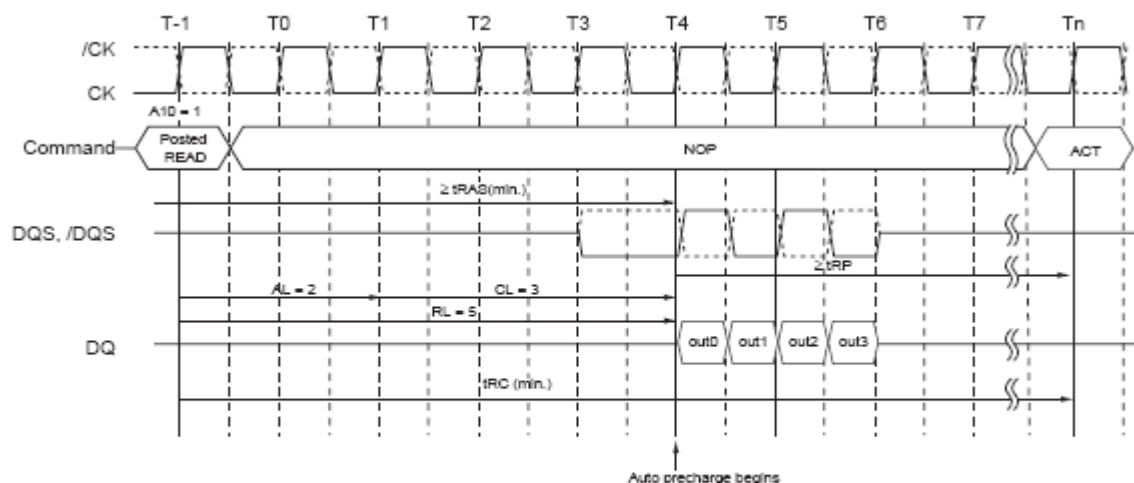 T-1 T0 T1 T2 T3 T4 T5 T6 T7 Tn
/CK
CK
A10 = 1
Command
Posted
READ
NOP
ACT
≥ tRAS(min.)
DQS, /DQS
≥ tRP
AL = 2
CL = 3
RL = 5
DQ
out0 out1 out2 out3
tRC (min.)
Auto precharge begins